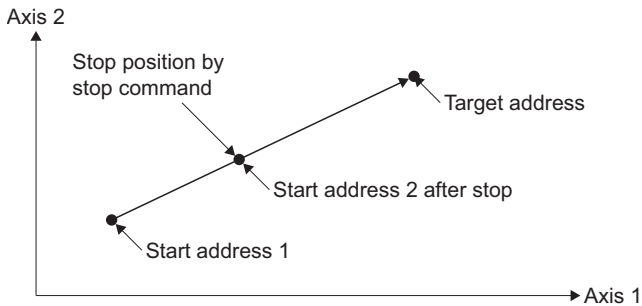 Axis 2
Stop position by
stop command
Target address
Start address 2 after stop
Start address 1
Axis 1